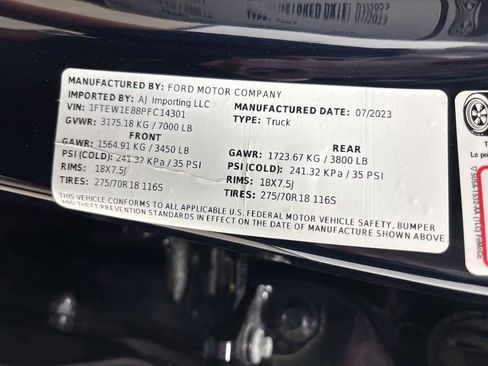 MANUFACTURED BY: FORD MOTOR COMPANY
IMPORTED BY: AJ Importing LLC
VIN: 1FTEW1E88PFC14301
GVWR: 3175.18 KG / 7000 LB
MANUFACTURED DATE: 07/2023
TYPE: Truck
FRONT
GAWR: 1564.91 KG / 3450 LB
PSI (COLD): 241.32 KPa / 35 PSI
RIMS: 18X7.5J
TIRES: 275/70R18 116S
REAR
GAWR: 1723.67 KG / 3800 LB
PSI (COLD): 241.32 KPa / 35 PSI
RIMS: 18X7.5J
TIRES: 275/70R18 116S
THIS VEHICLE CONFORMS TO ALL APPLICABLE U.S. FEDERAL MOTOR VEHICLE SAFETY, BUMPER
AND THEFT PREVENTION STANDARDS IN EFFECT ON THE DATE OF MANUFACTURE SHOWN ABOVE.